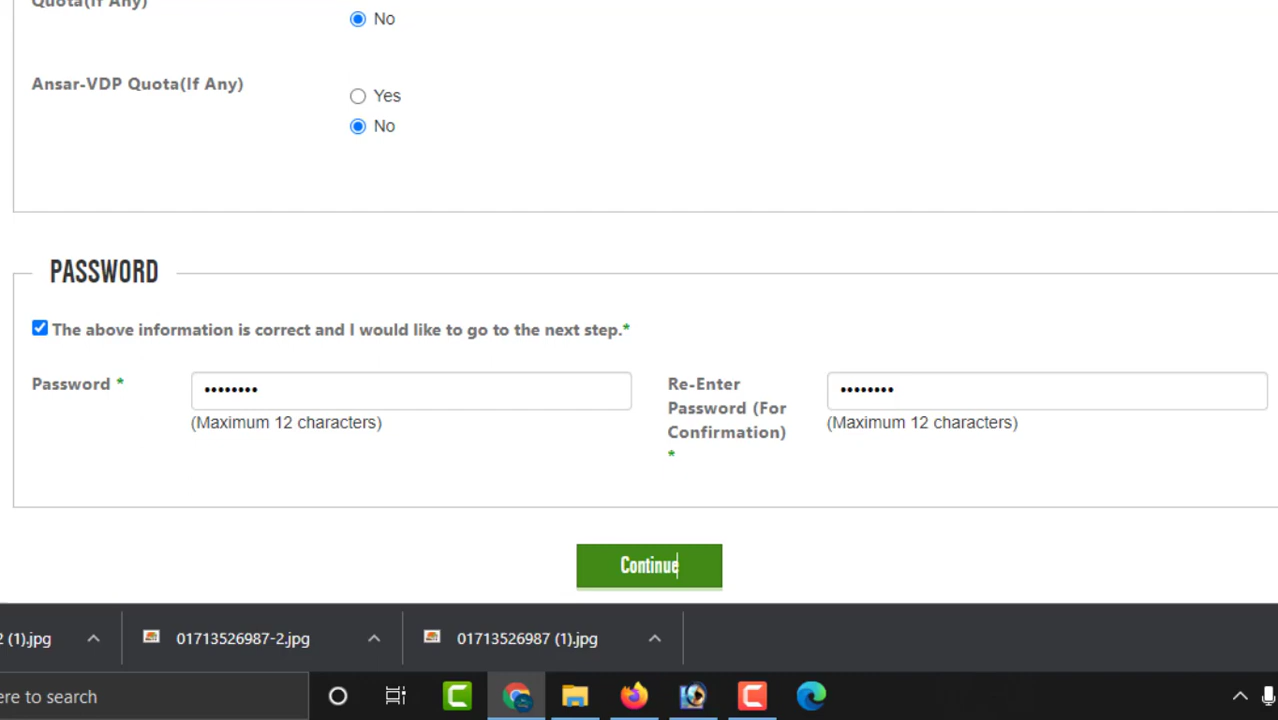 Quota(If Any)
No
Ansar-VDP Quota(If Any)
Yes
No
PASSWORD
The above information is correct and I would like to go to the next step.*
Password *
••••••••
(Maximum 12 characters)
Re-Enter
Password (For
Confirmation)
*
••••••••
(Maximum 12 characters)
Continue
2 (1).jpg
01713526987-2.jpg
01713526987 (1).jpg
ere to search